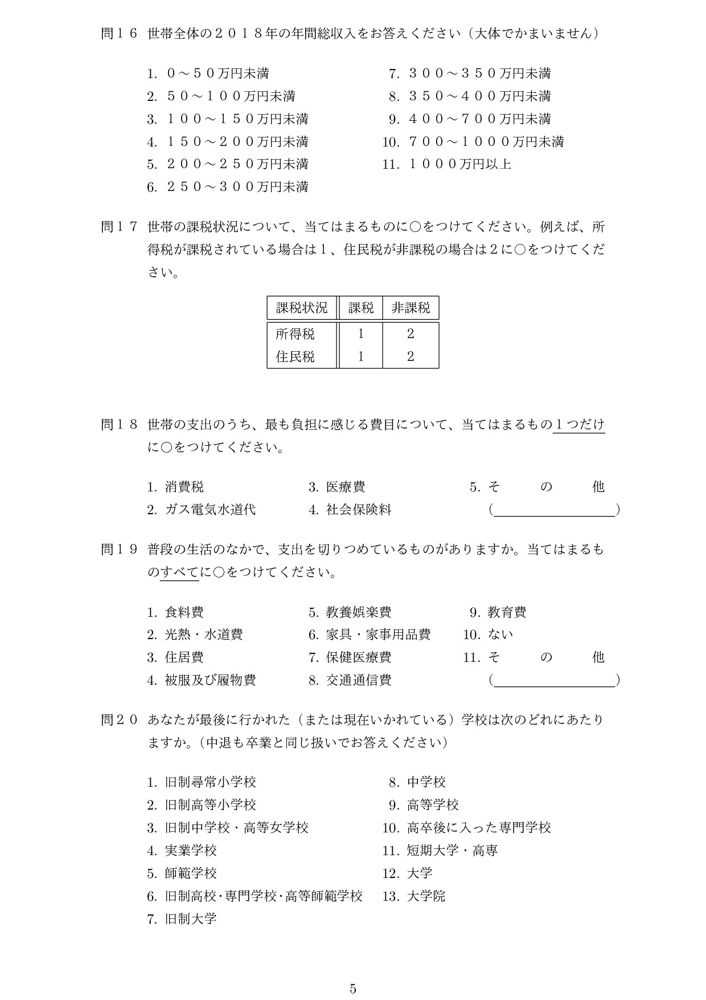 問１６ 世帯全体の２０１８年の年間総収入をお答えください（大体でかまいません）
1. ０～５０万円未満
2. ５０～１００万円未満
3. １００～１５０万円未満
4. １５０～２００万円未満
5. ２００～２５０万円未満
6. ２５０～３００万円未満
7. ３００～３５０万円未満
8. ３５０～４００万円未満
9. ４００～７００万円未満
10. ７００～１０００万円未満
11. １０００万円以上
問１７ 世帯の課税状況について、当てはまるものに○をつけてください。例えば、所
得税が課税されている場合は１、住民税が非課税の場合は２に○をつけてくだ
さい。
課税状況 課税 非課税
所得税 1 2
住民税 1 2
問１８ 世帯の支出のうち、最も負担に感じる費目について、当てはまるもの１つだけ
に○をつけてください。
1. 消費税
2. ガス電気水道代
3. 医療費
4. 社会保険料
5. その他
（　　　　　　）
問１９ 普段の生活のなかで、支出を切りつめているものがありますか。当てはまるも
のすべてに○をつけてください。
1. 食料費
2. 光熱・水道費
3. 住居費
4. 被服及び履物費
5. 教養娯楽費
6. 家具・家事用品費
7. 保健医療費
8. 交通通信費
9. 教育費
10. ない
11. その他
（　　　　　　）
問２０ あなたが最後に行かれた（または現在いかれている）学校は次のどれにあたり
ますか。（中退も卒業と同じ扱いでお答えください）
1. 旧制尋常小学校
2. 旧制高等小学校
3. 旧制中学校・高等女学校
4. 実業学校
5. 師範学校
6. 旧制高校・専門学校・高等師範学校
7. 旧制大学
8. 中学校
9. 高等学校
10. 高卒後に入った専門学校
11. 短期大学・高専
12. 大学
13. 大学院
5